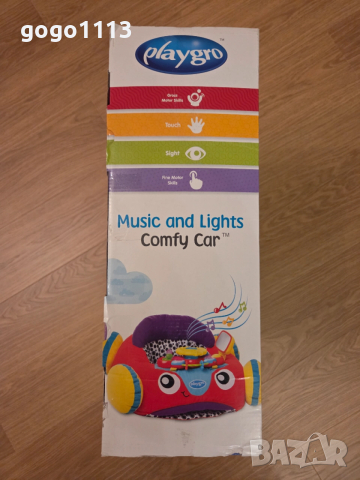 gogo1113
playgro
Gross
Motor Skills
Touch
Sight
Fine Motor
Skills
Music and Lights
Comfy Car™
playgro
BAZAR
bg